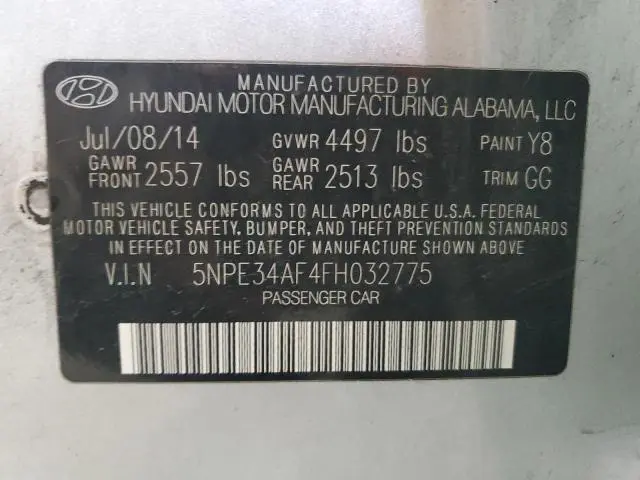 MANUFACTURED BY
HYUNDAI MOTOR MANUFACTURING ALABAMA, LLC
Jul/08/14 GVWR 4497 lbs PAINT Y8
GAWR FRONT 2557 lbs GAWR REAR 2513 lbs TRIM GG
THIS VEHICLE CONFORMS TO ALL APPLICABLE U.S.A. FEDERAL
MOTOR VEHICLE SAFETY, BUMPER, AND THEFT PREVENTION STANDARDS
IN EFFECT ON THE DATE OF MANUFACTURE SHOWN ABOVE
V.I.N 5NPE34AF4FH032775
PASSENGER CAR